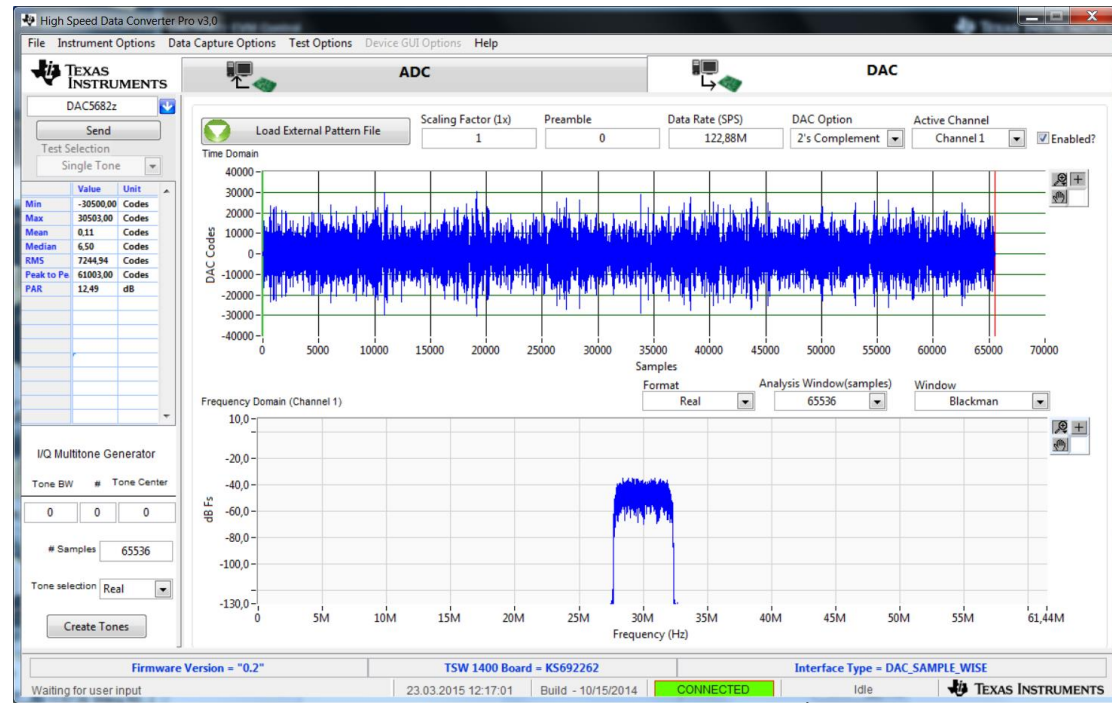 High Speed Data Converter Pro v3.0
File Instrument Options Data Capture Options Test Options Device GUI Options Help
TEXAS INSTRUMENTS
ADC
DAC
DAC5682z
Send
Test Selection
Single Tone
Value Unit
Min -30500,00 Codes
Max 30503,00 Codes
Mean 0,11 Codes
Median 6,50 Codes
RMS 7244,94 Codes
Peak to Pe 61003,00 Codes
PAR 12,49 dB
I/Q Multitone Generator
Tone BW # Tone Center
0 0 0
# Samples 65536
Tone selection Real
Create Tones
Load External Pattern File
Scaling Factor (1x) Preamble Data Rate (SPS) DAC Option Active Channel
1 0 122,88M 2's Complement Channel 1 Enabled?
Time Domain
40000
30000
20000
10000
0
-10000
-20000
-30000
-40000
DAC Codes
0 5000 10000 15000 20000 25000 30000 35000 40000 45000 50000 55000 60000 65000 70000
Samples
Format Analysis Window(samples) Window
Real 65536 Blackman
Frequency Domain (Channel 1)
10,0
-20,0
-40,0
-60,0
-80,0
-100,0
-130,0
dB Fs
0 5M 10M 15M 20M 25M 30M 35M 40M 45M 50M 55M 61,44M
Frequency (Hz)
Firmware Version = "0.2" TSW 1400 Board = KS692262 Interface Type = DAC_SAMPLE_WISE
Waiting for user input 23.03.2015 12:17:01 Build - 10/15/2014 CONNECTED Idle TEXAS INSTRUMENTS